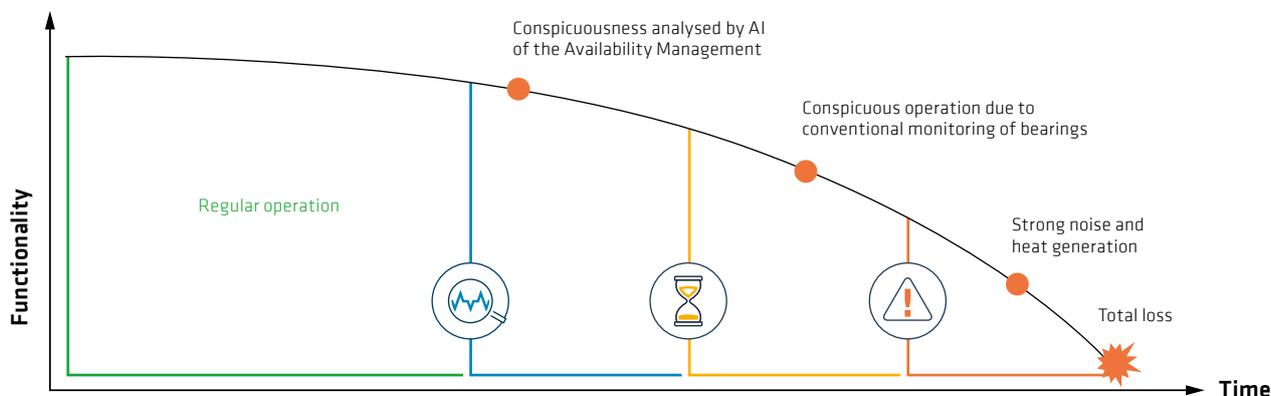 Conspicuousness analysed by AI
of the Availability Management
Conspicuous operation due to
conventional monitoring of bearings
Regular operation
Strong noise and
heat generation
Total loss
Functionality
Time